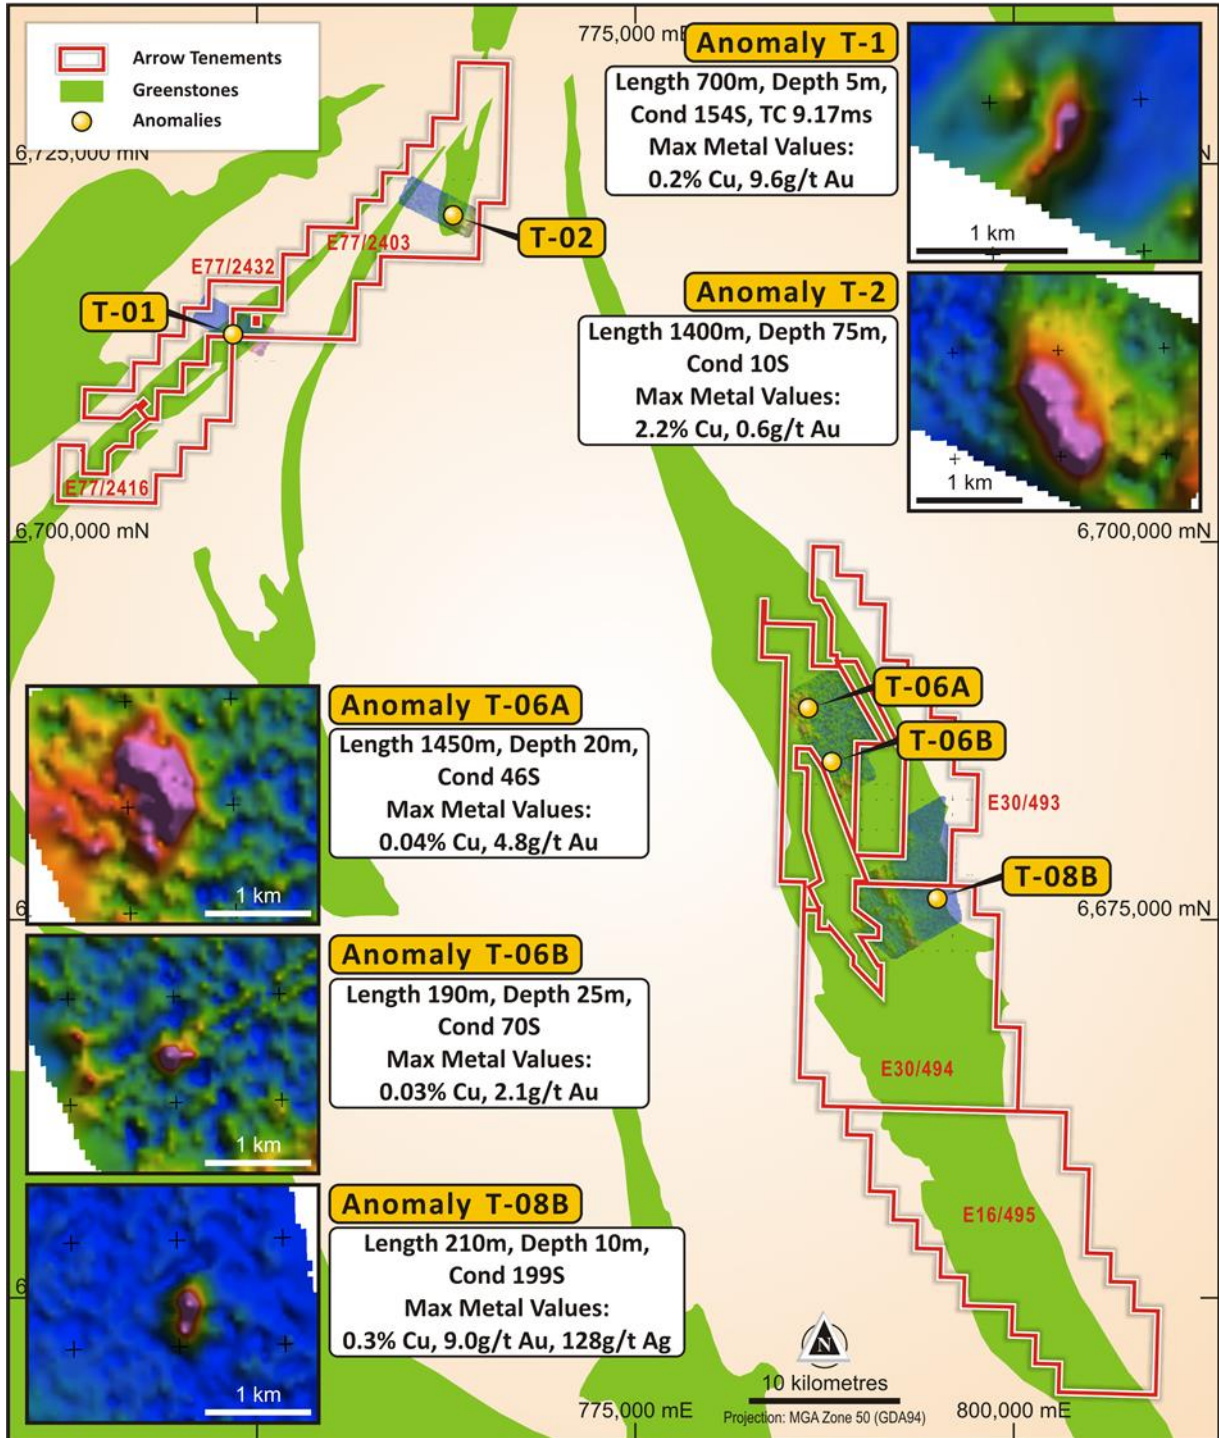 Arrow Tenements
Greenstones
Anomalies
775,000 m
6,725,000 mN
Anomaly T-1
Length 700m, Depth 5m,
Cond 154S, TC 9.17ms
Max Metal Values:
0.2% Cu, 9.6g/t Au
1 km
T-02
E77/2403
E77/2432
T-01
E77/2416
Anomaly T-2
Length 1400m, Depth 75m,
Cond 10S
Max Metal Values:
2.2% Cu, 0.6g/t Au
1 km
6,700,000 mN
6,700,000 mN
T-06A
T-06B
E30/493
T-08B
6,675,000 mN
E30/494
E16/495
Anomaly T-06A
Length 1450m, Depth 20m,
Cond 46S
Max Metal Values:
0.04% Cu, 4.8g/t Au
1 km
Anomaly T-06B
Length 190m, Depth 25m,
Cond 70S
Max Metal Values:
0.03% Cu, 2.1g/t Au
1 km
Anomaly T-08B
Length 210m, Depth 10m,
Cond 199S
Max Metal Values:
0.3% Cu, 9.0g/t Au, 128g/t Ag
1 km
N
10 kilometres
775,000 mE
800,000 mE
Projection: MGA Zone 50 (GDA94)